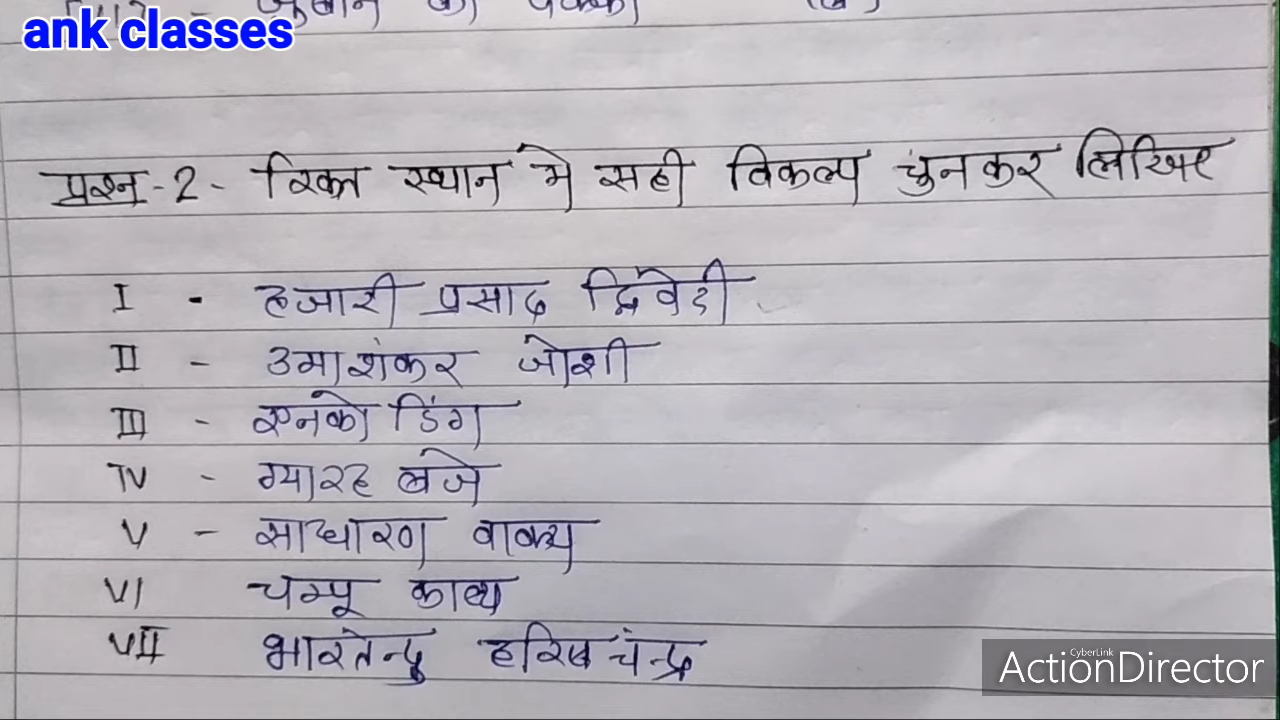 ank classes
प्रश्न-2- रिक्त स्थान मे सही विकल्प चुनकर लिखिए
I - हजारी प्रसाद द्विवेदी
II - उमाशंकर जोशी
III - एनको डिंग
IV - ग्यारह बजे
V - साधारण वाक्य
VI चम्पू काव्य
VII भारतेन्दु हरिश्चंद्र
CyberLink
ActionDirector